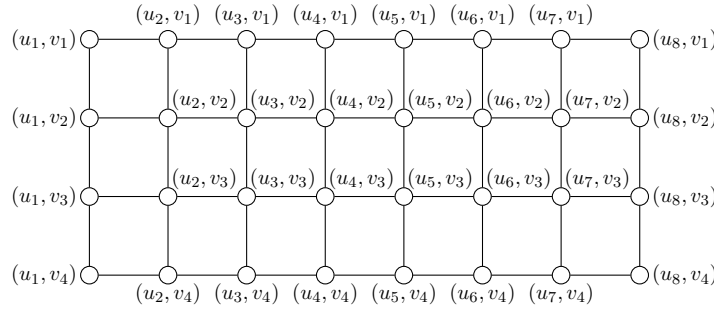 (u₂, v₁) (u₃, v₁) (u₄, v₁) (u₅, v₁) (u₆, v₁) (u₇, v₁)
(u₁, v₁) (u₈, v₁)
(u₂, v₂) (u₃, v₂) (u₄, v₂) (u₅, v₂) (u₆, v₂) (u₇, v₂)
(u₁, v₂) (u₈, v₂)
(u₂, v₃) (u₃, v₃) (u₄, v₃) (u₅, v₃) (u₆, v₃) (u₇, v₃)
(u₁, v₃) (u₈, v₃)
(u₁, v₄) (u₈, v₄)
(u₂, v₄) (u₃, v₄) (u₄, v₄) (u₅, v₄) (u₆, v₄) (u₇, v₄)